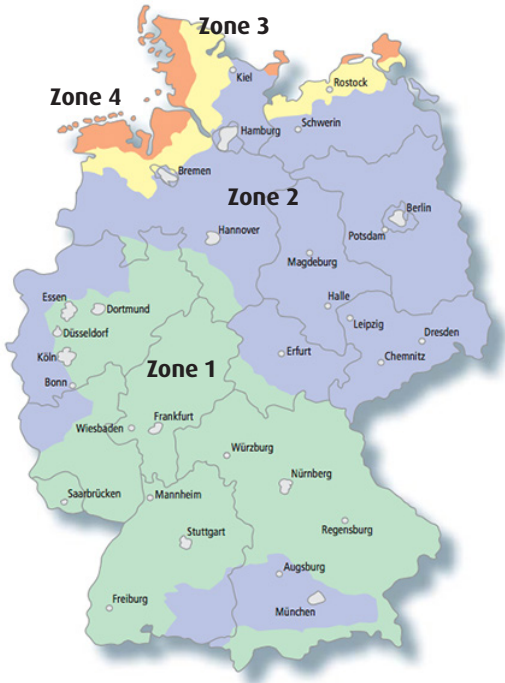 Zone 3
Kiel
Zone 4
Rostock
Schwerin
Hamburg
Bremen
Zone 2
Berlin
Hannover
Potsdam
Magdeburg
Essen
Halle
Dortmund
Leipzig
Düsseldorf
Dresden
Köln
Erfurt
Chemnitz
Zone 1
Bonn
Frankfurt
Wiesbaden
Würzburg
Nürnberg
Saarbrücken
Mannheim
Stuttgart
Regensburg
Augsburg
Freiburg
München